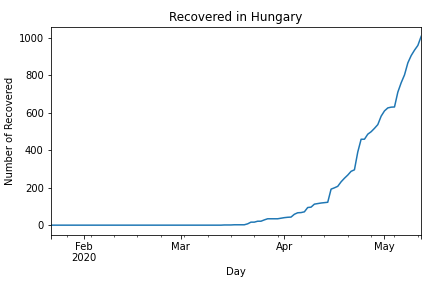 Recovered in Hungary
Number of Recovered
1000
800
600
400
200
0
Feb
2020
Mar
Apr
May
Day